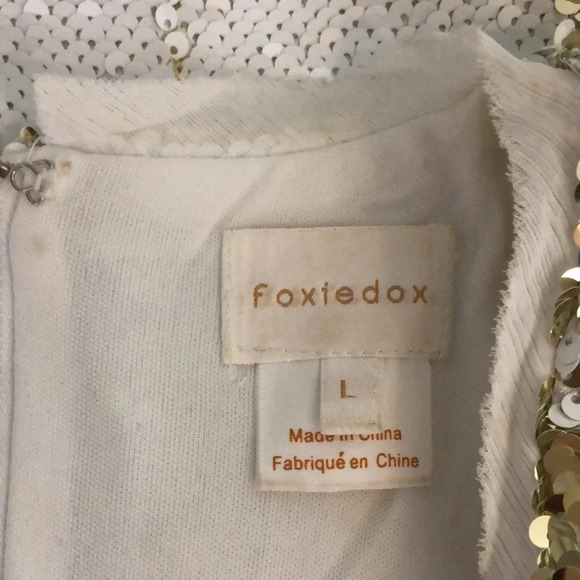 foxiedox
L
Made in China
Fabriqué en Chine